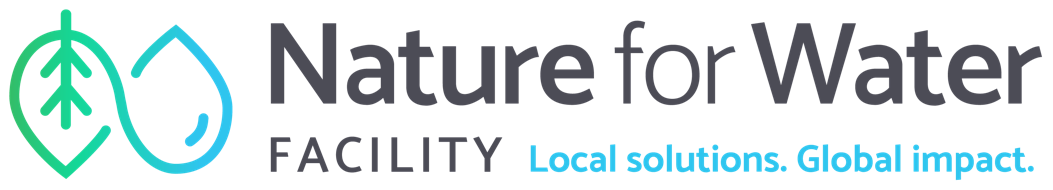 Nature for Water
FACILITY Local solutions. Global impact.